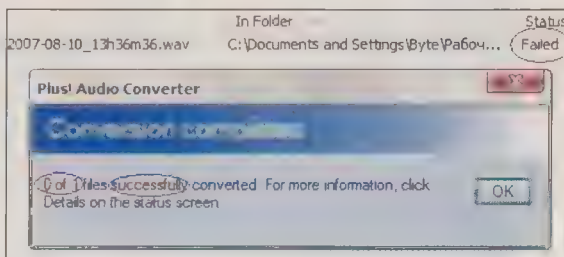 In Folder Status
2007-08-10_13h36m36.wav C:\Documents and Settings\Byte\Рабоч... Failed
Plus! Audio Converter
0 of 1 files successfully converted. For more information, click
Details on the status screen
OK